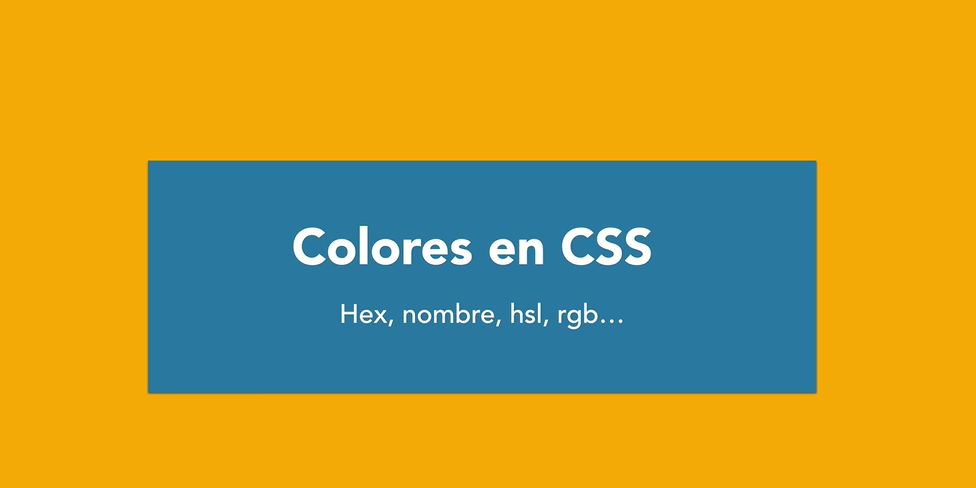 Colores en CSS
Hex, nombre, hsl, rgb...